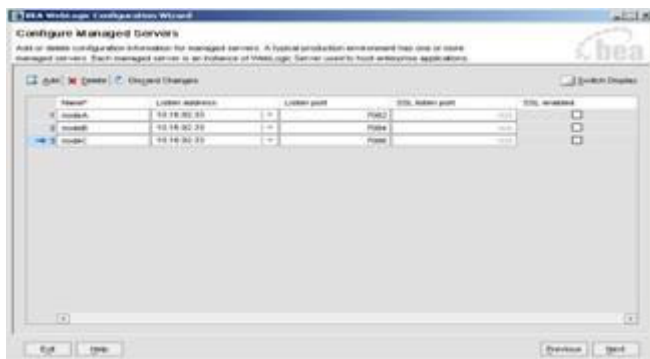 BEA WebLogic Configuration Wizard
Configure Managed Servers
Add or delete configuration information for managed servers. A typical production environment has one or more
managed servers. Each managed server is an instance of WebLogic Server used to host enterprise applications.
bea
Add Delete Discard Changes Switch Display
Name* Listen address Listen port SSL listen port SSL enabled
1 nodeA
2 nodeB
3 nodeC
Exit Help Previous Next